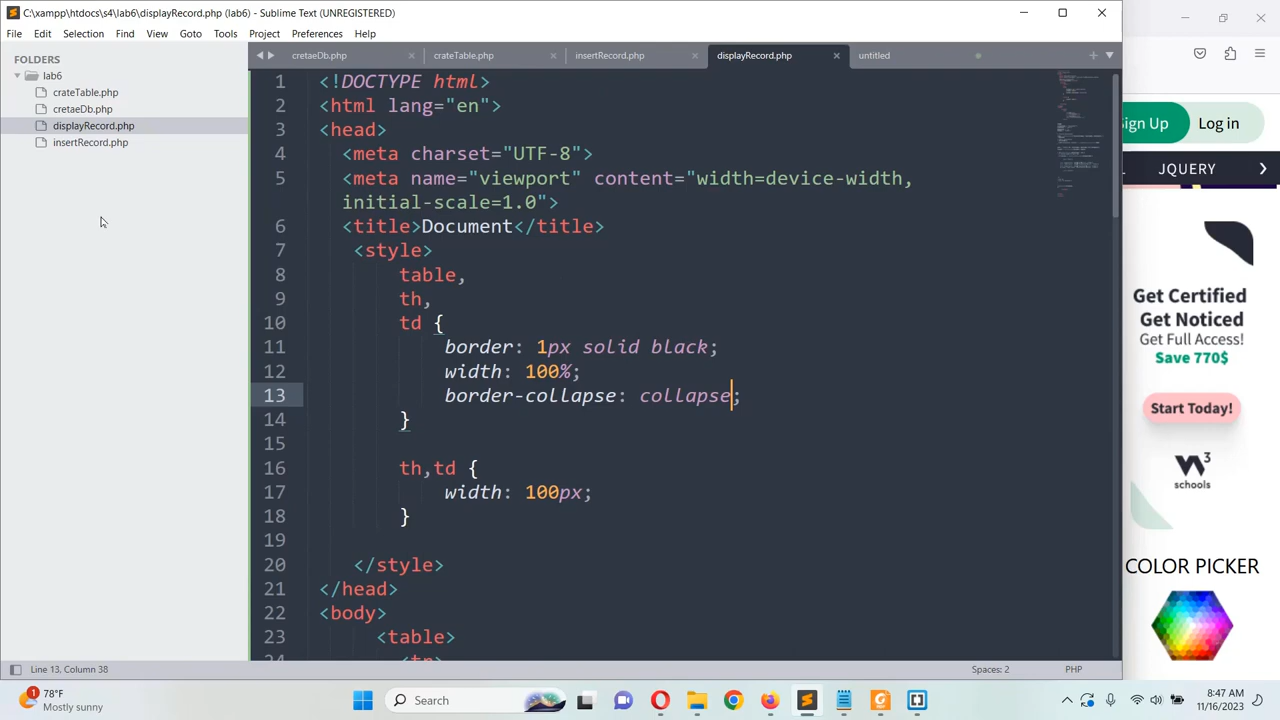 C:\xampp\htdocs\s4\lab6\displayRecord.php (lab6) - Sublime Text (UNREGISTERED)
File Edit Selection Find View Goto Tools Project Preferences Help
FOLDERS
lab6
crateTable.php
cretaeDb.php
displayRecord.php
insertRecord.php
cretaeDb.php × crateTable.php × insertRecord.php × displayRecord.php × untitled
1 <!DOCTYPE html>
2 <html lang="en">
3 <head>
4 <meta charset="UTF-8">
5 <meta name="viewport" content="width=device-width,
initial-scale=1.0">
6 <title>Document</title>
7 <style>
8 table,
9 th,
10 td {
11 border: 1px solid black;
12 width: 100%;
13 border-collapse: collapse;
14 }
15
16 th,td {
17 width: 100px;
18 }
19
20 </style>
21 </head>
22 <body>
23 <table>
24 <tr>
Line 13, Column 38
Spaces: 2
PHP
Sign Up
Log in
JQUERY
Get Certified
Get Noticed
Get Full Access!
Save 770$
Start Today!
W3
schools
COLOR PICKER
1
78°F
Mostly sunny
Search
8:47 AM
11/16/2023